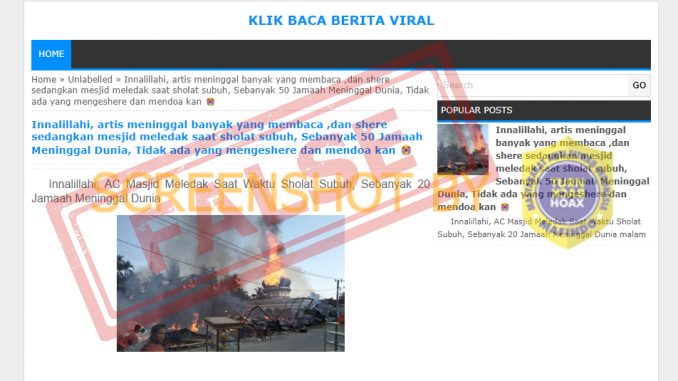 KLIK BACA BERITA VIRAL
HOME
Home » Unlabelled » Innalillahi, artis meninggal banyak yang membaca ,dan shere
sedangkan mesjid meledak saat sholat subuh, Sebanyak 50 Jamaah Meninggal Dunia, Tidak
ada yang mengeshere dan mendoa kan
Innalillahi, artis meninggal banyak yang membaca ,dan shere
sedangkan mesjid meledak saat sholat subuh, Sebanyak 50 Jamaah
Meninggal Dunia, Tidak ada yang mengeshere dan mendoa kan
Innalillahi, AC Masjid Meledak Saat Waktu Sholat Subuh, Sebanyak 20
Jamaah Meninggal Dunia
Search...
GO
POPULAR POSTS
Innalillahi, artis meninggal
banyak yang membaca ,dan
shere sedangkan mesjid
meledak saat sholat subuh,
Sebanyak 50 Jamaah Meninggal
Dunia, Tidak ada yang mengeshere dan
mendoa kan
Innalillahi, AC Masjid Meledak Saat Waktu Sholat
Subuh, Sebanyak 20 Jamaah Meninggal Dunia malam
FALSE
SCREENSHOT BY
HOAX
MAFINDO